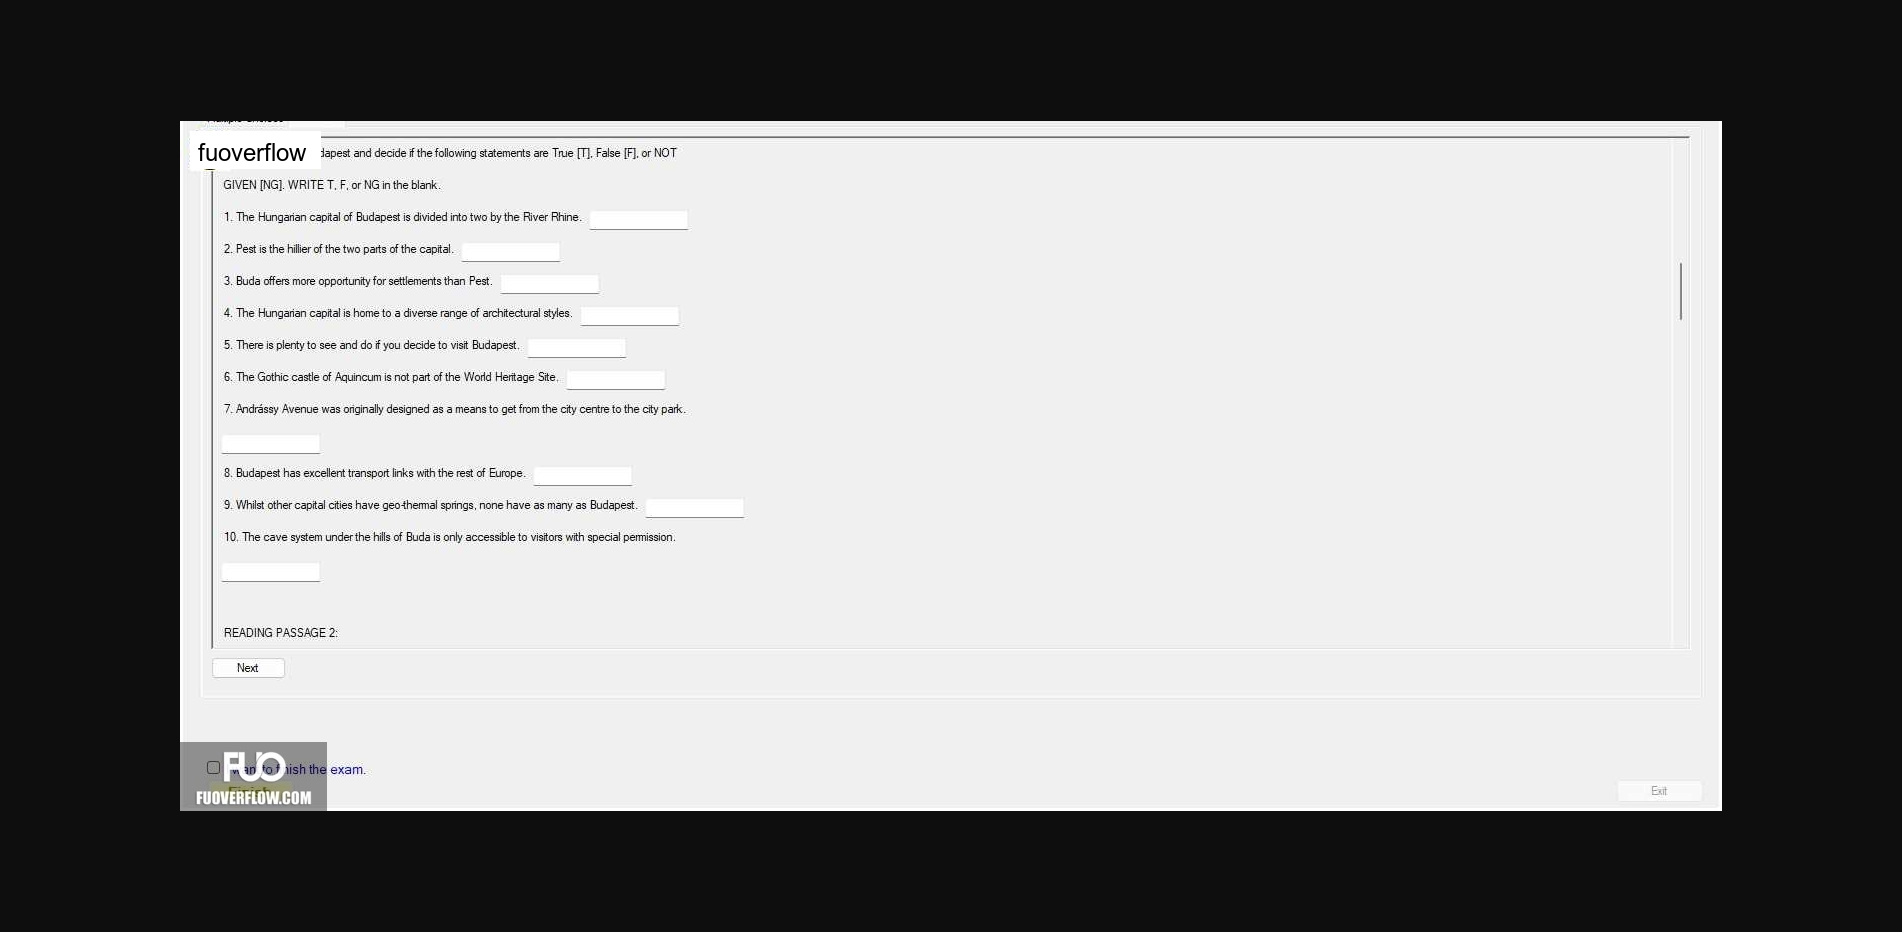 fuoverflow
dapest and decide if the following statements are True [T], False [F], or NOT
GIVEN [NG]. WRITE T, F, or NG in the blank.
1. The Hungarian capital of Budapest is divided into two by the River Rhine.
2. Pest is the hillier of the two parts of the capital.
3. Buda offers more opportunity for settlements than Pest.
4. The Hungarian capital is home to a diverse range of architectural styles.
5. There is plenty to see and do if you decide to visit Budapest.
6. The Gothic castle of Aquincum is not part of the World Heritage Site.
7. Andrássy Avenue was originally designed as a means to get from the city centre to the city park.
8. Budapest has excellent transport links with the rest of Europe.
9. Whilst other capital cities have geo-thermal springs, none have as many as Budapest.
10. The cave system under the hills of Buda is only accessible to visitors with special permission.
READING PASSAGE 2:
Next
FUO
want to finish the exam.
Finish
FUOVERFLOW.COM
Exit